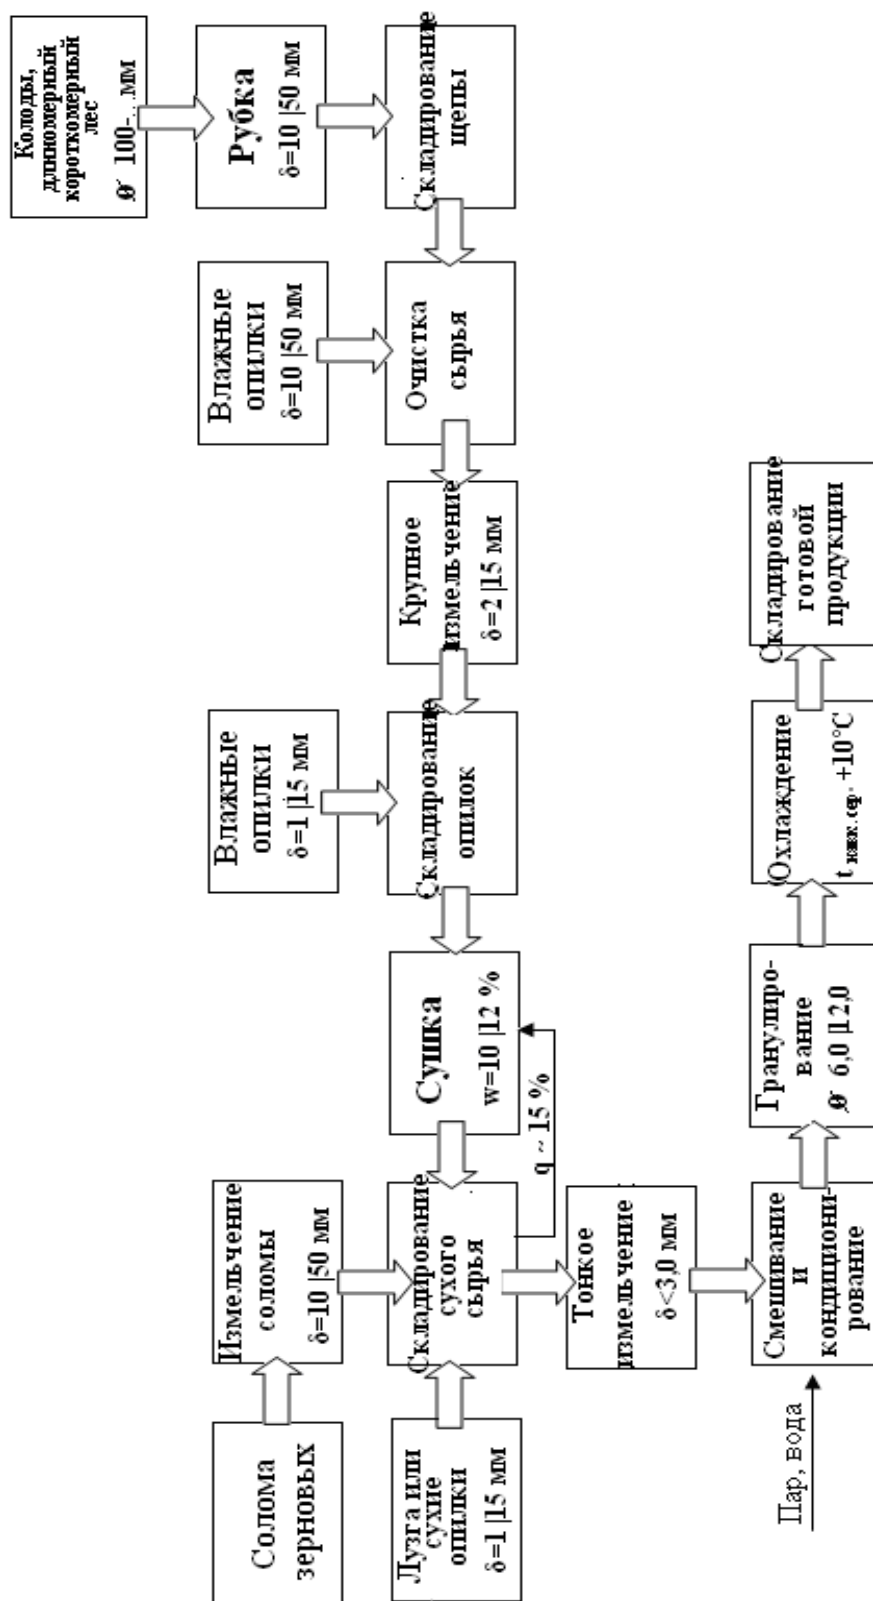 Колоды,
длинномерный
короткомерный
лес
ø 100-...мм
Рубка
δ=10 |50 мм
Складирование
щепы
Влажные
опилки
δ=10 |50 мм
Очистка
сырья
Крупное
измельчение
δ=2 |15 мм
Влажные
опилки
δ=1 |15 мм
Складирование
опилок
Сушка
w=10 |12 %
q ~ 15 %
Солома
зерновых
Измельчение
соломы
δ=10 |50 мм
Лузга или
сухие
опилки
δ=1 |15 мм
Складирование
сухого
сырья
Тонкое
измельчение
δ<3,0 мм
Пар, вода
Смешивание
и
кондициони-
рование
Гранулиро-
вание
ø 6,0 |12,0
Охлаждение
t +10°C
Складирование
готовой
продукции